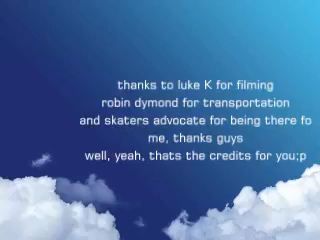 thanks to luke K for filming
robin dymond for transportation
and skaters advocate for being there fo
me, thanks guys
well, yeah, thats the credits for you;p